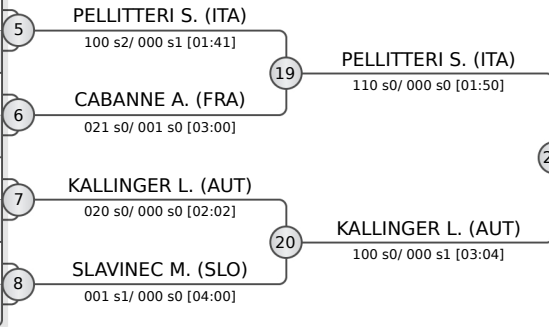 PELLITTERI S. (ITA)
5
100 s2/ 000 s1 [01:41]
19
PELLITTERI S. (ITA)
110 s0/ 000 s0 [01:50]
CABANNE A. (FRA)
6
021 s0/ 001 s0 [03:00]
KALLINGER L. (AUT)
7
020 s0/ 000 s0 [02:02]
20
KALLINGER L. (AUT)
100 s0/ 000 s1 [03:04]
SLAVINEC M. (SLO)
8
001 s1/ 000 s0 [04:00]